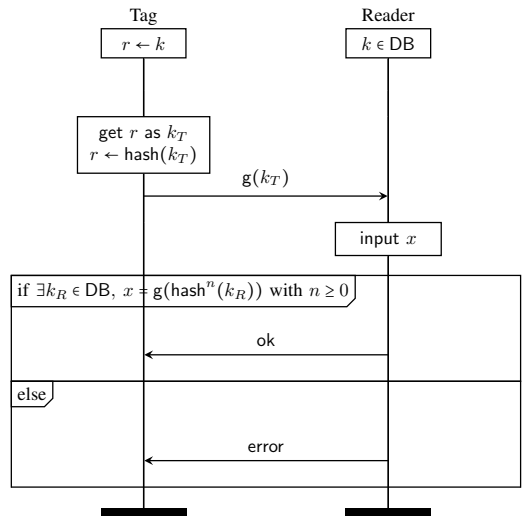 Tag
Reader
r ← k
k ∈ DB
get r as k_T
r ← hash(k_T)
g(k_T)
input x
if ∃k_R ∈ DB, x = g(hash^n(k_R)) with n ≥ 0
ok
else
error